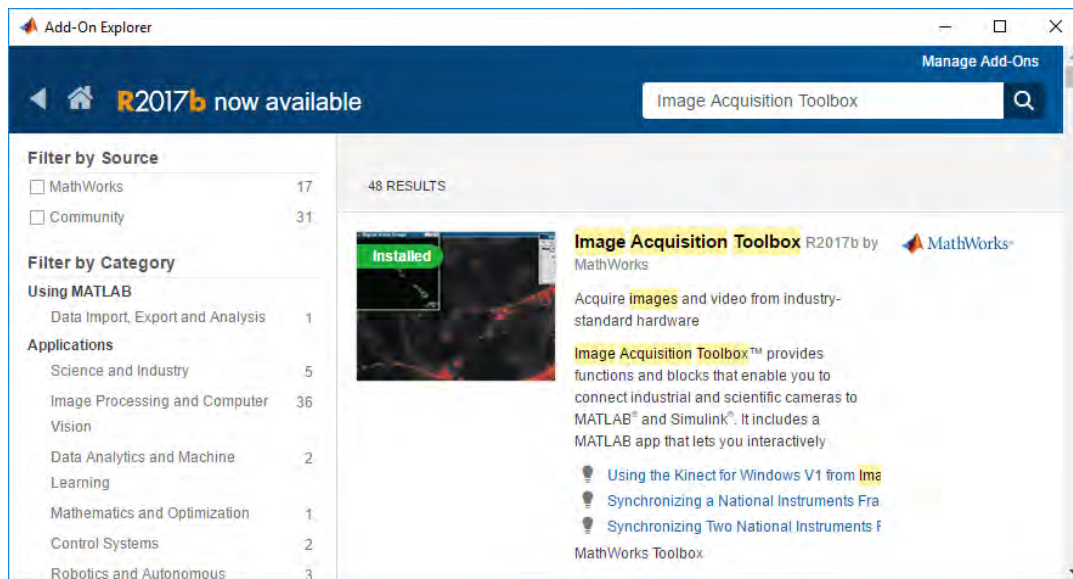 Add-On Explorer
Manage Add-Ons
R2017b now available
Image Acquisition Toolbox
Filter by Source
MathWorks 17
Community 31
Filter by Category
Using MATLAB
Data Import, Export and Analysis 1
Applications
Science and Industry 5
Image Processing and Computer 36
Vision
Data Analytics and Machine 2
Learning
Mathematics and Optimization 1
Control Systems 2
Robotics and Autonomous 3
48 RESULTS
Installed
Image Acquisition Toolbox R2017b by
MathWorks
MathWorks®
Acquire images and video from industry-
standard hardware
Image Acquisition Toolbox™ provides
functions and blocks that enable you to
connect industrial and scientific cameras to
MATLAB® and Simulink®. It includes a
MATLAB app that lets you interactively
Using the Kinect for Windows V1 from Ima
Synchronizing a National Instruments Fra
Synchronizing Two National Instruments F
MathWorks Toolbox